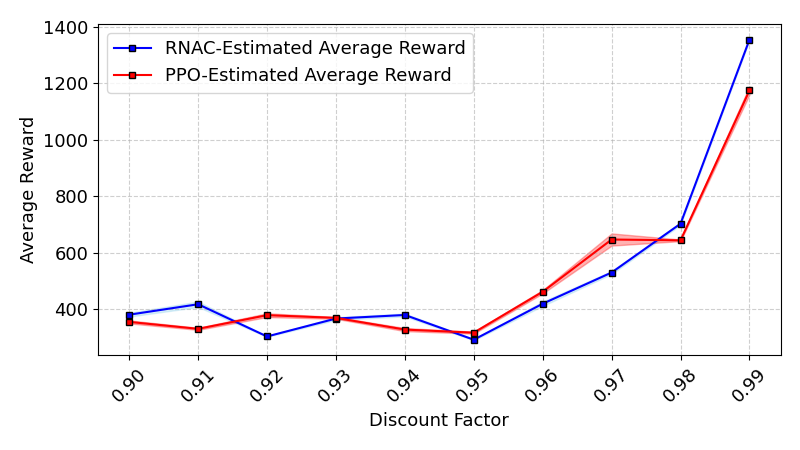 RNAC-Estimated Average Reward
PPO-Estimated Average Reward
Average Reward
1400
1200
1000
800
600
400
0.90 0.91 0.92 0.93 0.94 0.95 0.96 0.97 0.98 0.99
Discount Factor